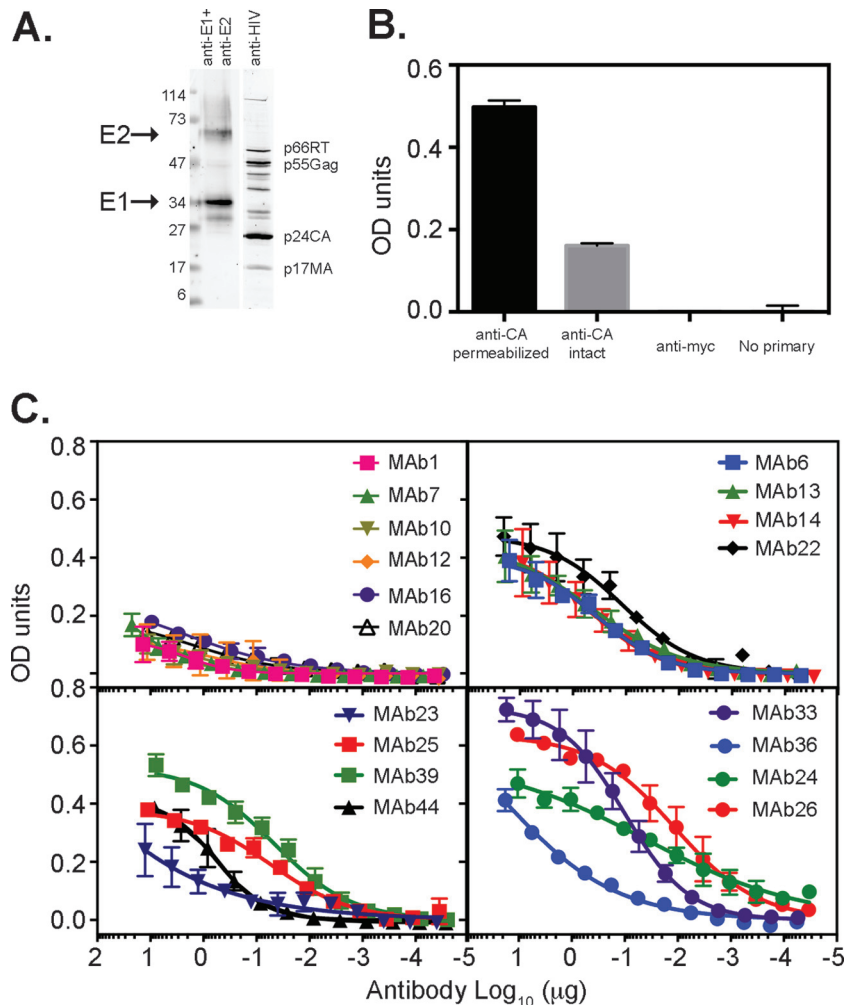 A.
anti-E1+
anti-E2
anti-HIV
114
73
47
34
27
17
6
E2
E1
p66RT
p55Gag
p24CA
p17MA
B.
OD units
0.6
0.4
0.2
0.0
anti-CA
permeabilized
anti-CA
intact
anti-myc
No primary
C.
OD units
0.8
0.6
0.4
0.2
MAb1
MAb7
MAb10
MAb12
MAb16
MAb20
MAb6
MAb13
MAb14
MAb22
0.8
0.6
0.4
0.2
0.0
MAb23
MAb25
MAb39
MAb44
MAb33
MAb36
MAb24
MAb26
2 1 0 -1 -2 -3 -4 -5 1 0 -1 -2 -3 -4 -5
Antibody Log10 (μg)